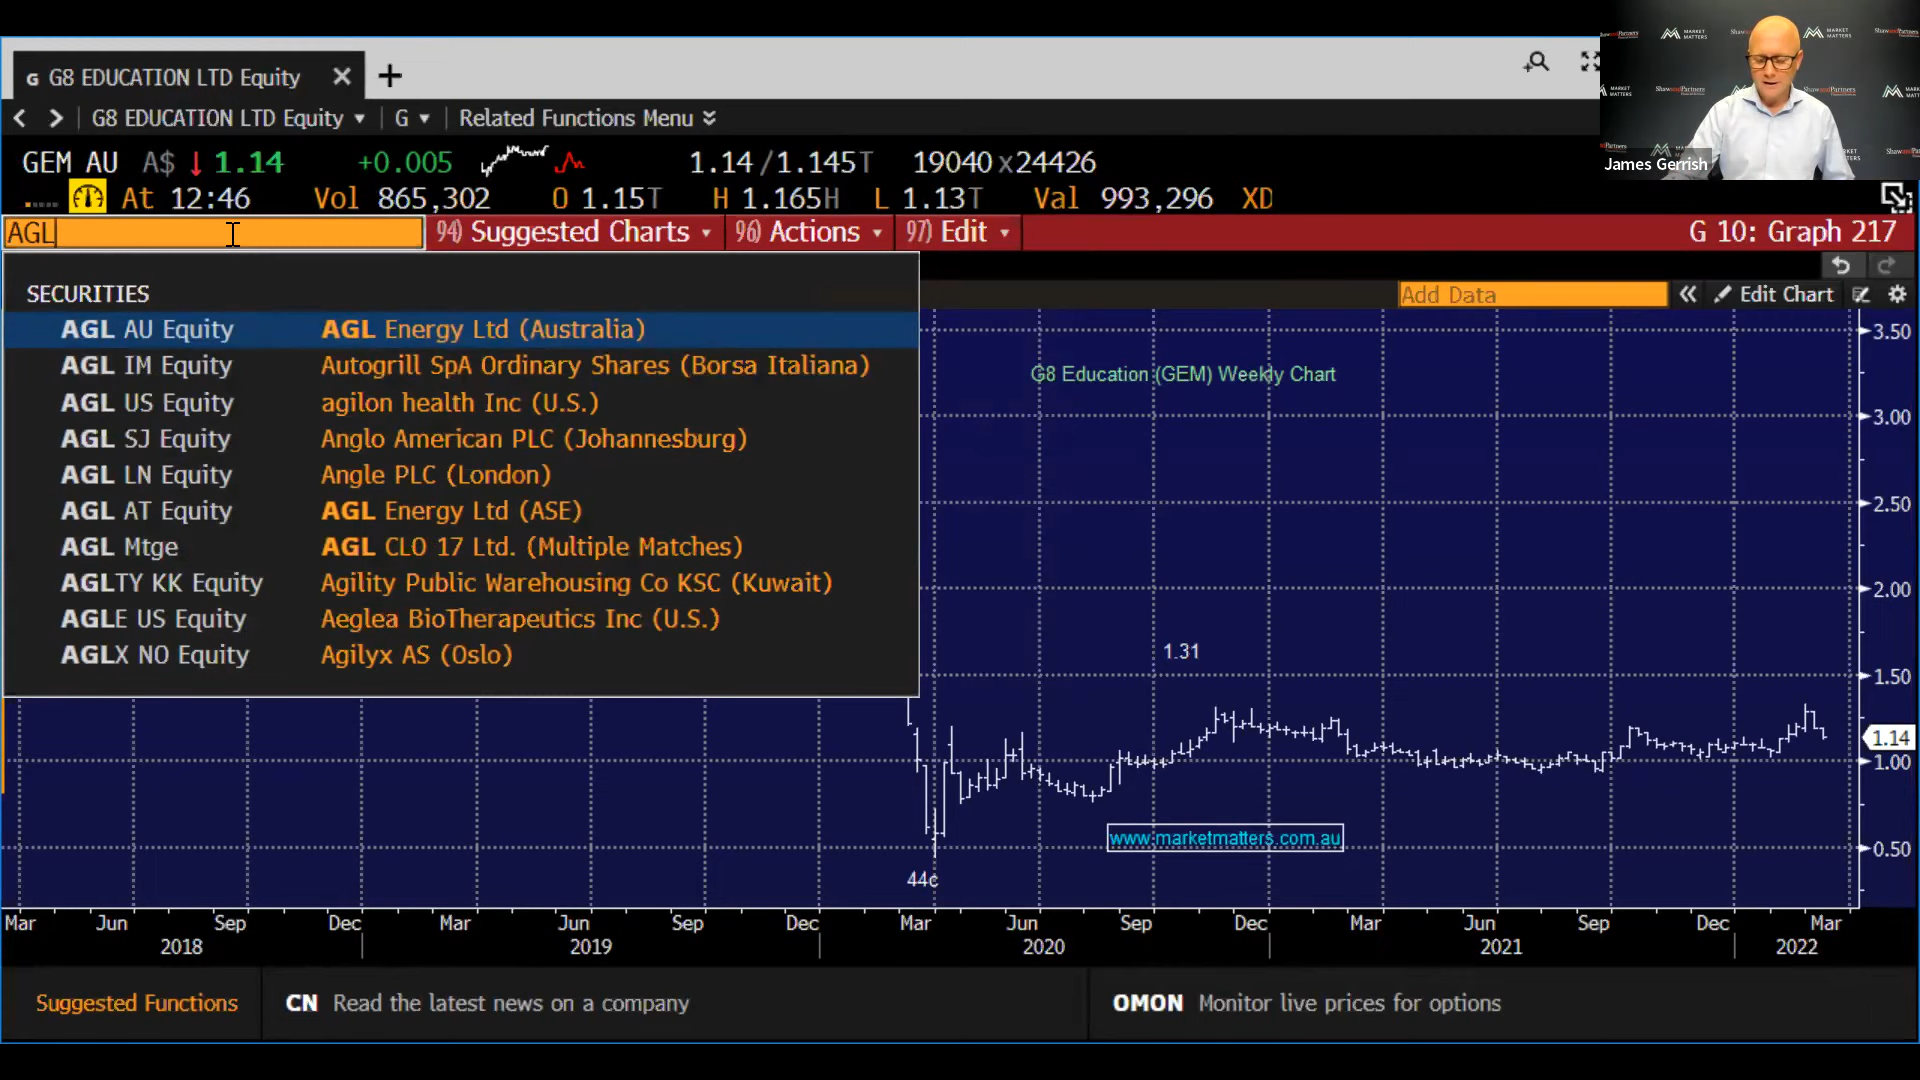 G G8 EDUCATION LTD Equity
G8 EDUCATION LTD Equity G Related Functions Menu
GEM AU A$ ↓ 1.14 +0.005 1.14/1.145T 19040x24426
At 12:46 Vol 865,302 O 1.15T H 1.165H L 1.13T Val 993,296 XD
AGL 94) Suggested Charts 96) Actions 97) Edit G 10: Graph 217
Add Data « Edit Chart
SECURITIES
AGL AU Equity AGL Energy Ltd (Australia)
AGL IM Equity Autogrill SpA Ordinary Shares (Borsa Italiana)
AGL US Equity agilon health Inc (U.S.)
AGL SJ Equity Anglo American PLC (Johannesburg)
AGL LN Equity Angle PLC (London)
AGL AT Equity AGL Energy Ltd (ASE)
AGL Mtge AGL CLO 17 Ltd. (Multiple Matches)
AGLTY KK Equity Agility Public Warehousing Co KSC (Kuwait)
AGLE US Equity Aeglea BioTherapeutics Inc (U.S.)
AGLX NO Equity Agilyx AS (Oslo)
G8 Education (GEM) Weekly Chart
1.31
44c
www.marketmatters.com.au
3.50
3.00
2.50
2.00
1.50
1.14
1.00
0.50
Mar Jun Sep Dec Mar Jun Sep Dec Mar Jun Sep Dec Mar Jun Sep Dec Mar
2018 2019 2020 2021 2022
Suggested Functions CN Read the latest news on a company OMON Monitor live prices for options
MARKET MATTERS
Shaw and Partners
James Gerrish